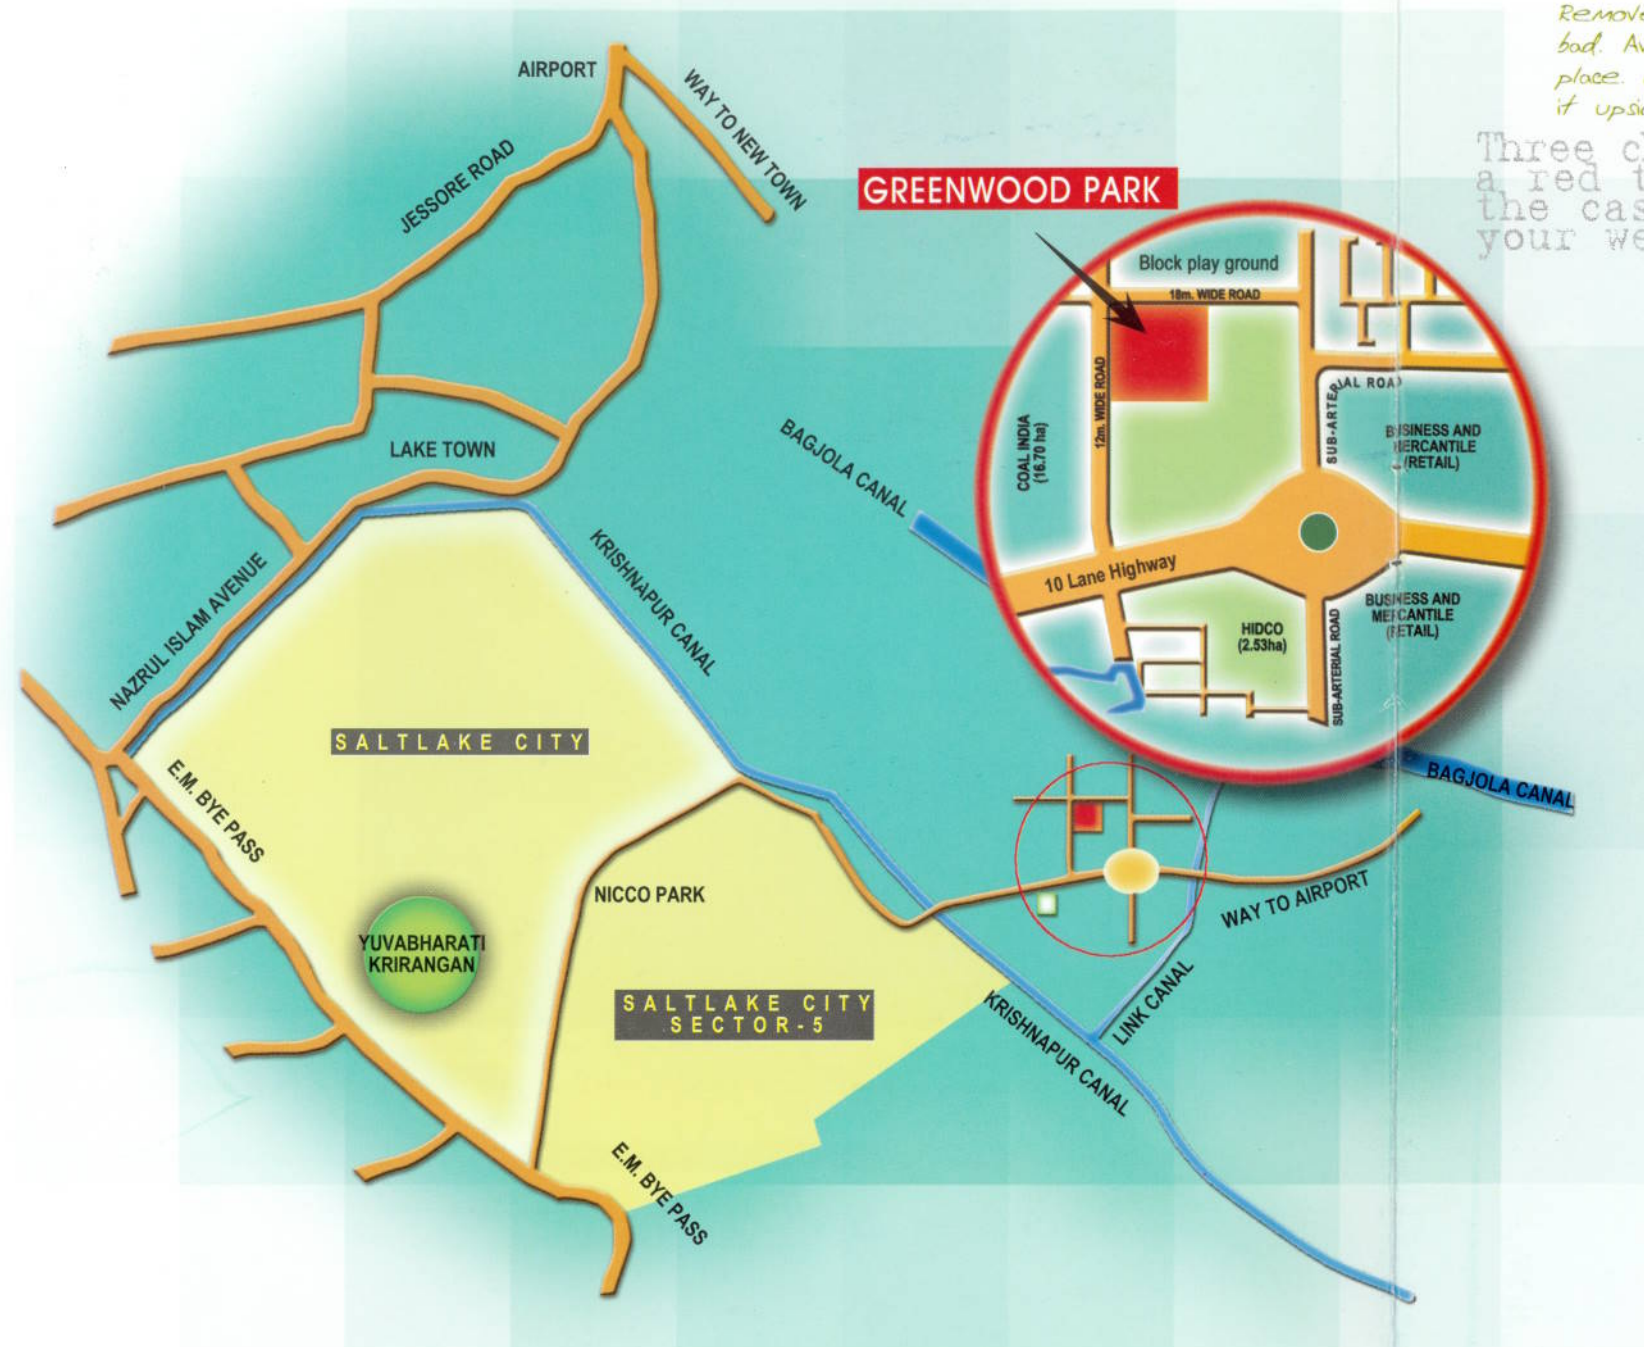 Remove
bad.
place.
it
Three
a red
the
your
AIRPORT
WAY TO NEW TOWN
JESSORE ROAD
GREENWOOD PARK
Block play ground
18m. WIDE ROAD
12m. WIDE ROAD
COAL INDIA
(16.70 ha)
SUB-ARTERIAL ROAD
BUSINESS AND
MERCANTILE
(RETAIL)
10 Lane Highway
HIDCO
(2.53ha)
BUSINESS AND
MERCANTILE
(RETAIL)
SUB-ARTERIAL ROAD
LAKE TOWN
BAGJOLA CANAL
KRISHNAPUR CANAL
NAZRUL ISLAM AVENUE
SALTLAKE CITY
E.M. BYE PASS
BAGJOLA CANAL
NICCO PARK
WAY TO AIRPORT
YUVABHARATI
KRIRANGAN
SALTLAKE CITY
SECTOR-5
LINK CANAL
KRISHNAPUR CANAL
E.M. BYE PASS